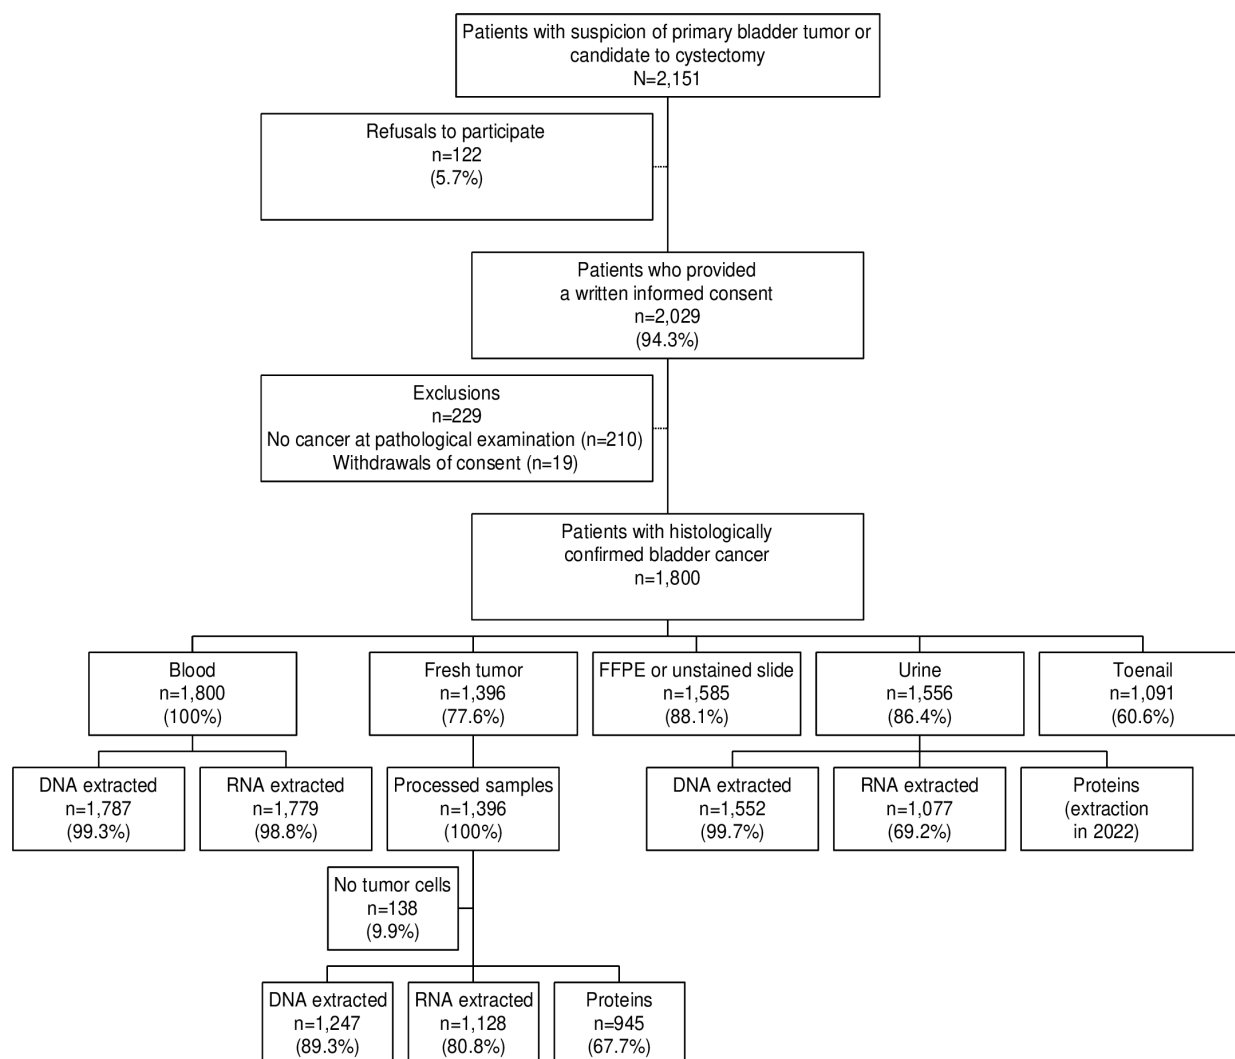 Patients with suspicion of primary bladder tumor or
candidate to cystectomy
N=2,151
Refusals to participate
n=122
(5.7%)
Patients who provided
a written informed consent
n=2,029
(94.3%)
Exclusions
n=229
No cancer at pathological examination (n=210)
Withdrawals of consent (n=19)
Patients with histologically
confirmed bladder cancer
n=1,800
Blood
n=1,800
(100%)
Fresh tumor
n=1,396
(77.6%)
FFPE or unstained slide
n=1,585
(88.1%)
Urine
n=1,556
(86.4%)
Toenail
n=1,091
(60.6%)
DNA extracted
n=1,787
(99.3%)
RNA extracted
n=1,779
(98.8%)
Processed samples
n=1,396
(100%)
DNA extracted
n=1,552
(99.7%)
RNA extracted
n=1,077
(69.2%)
Proteins
(extraction
in 2022)
No tumor cells
n=138
(9.9%)
DNA extracted
n=1,247
(89.3%)
RNA extracted
n=1,128
(80.8%)
Proteins
n=945
(67.7%)